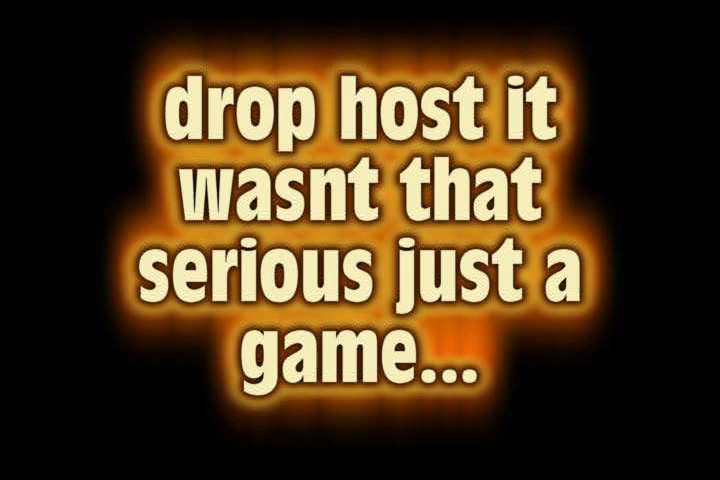 drop host it
wasnt that
serious just a
game...